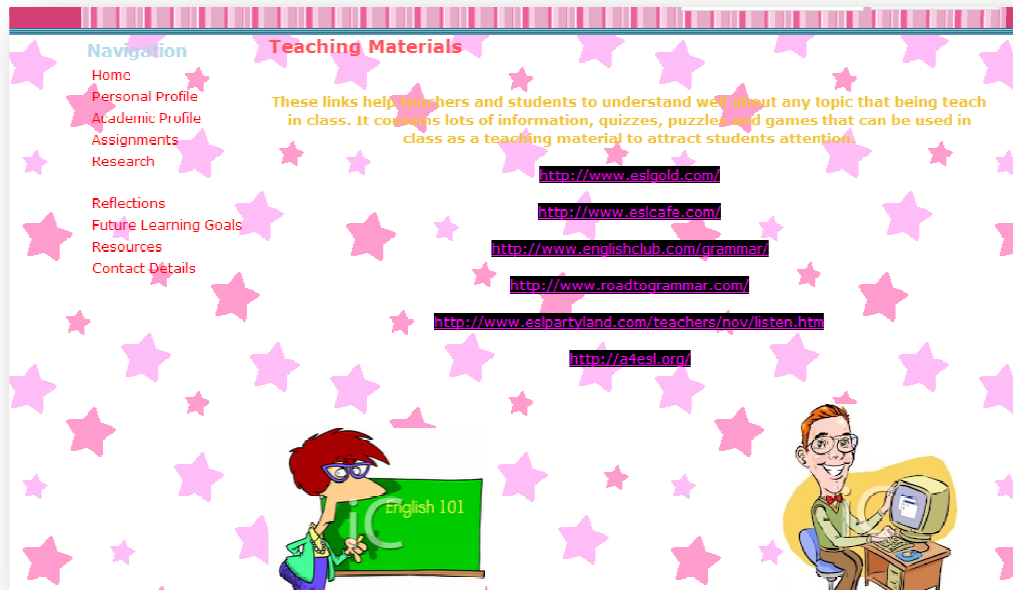 Navigation
Home
Personal Profile
Academic Profile
Assignments
Research
Reflections
Future Learning Goals
Resources
Contact Details
Teaching Materials
These links help teachers and students to understand well about any topic that being teach
in class. It contains lots of information, quizzes, puzzles and games that can be used in
class as a teaching material to attract students attention.
http://www.eslgold.com/
http://www.eslcafe.com/
http://www.englishclub.com/grammar/
http://www.roadtogrammar.com/
http://www.eslpartyland.com/teachers/nov/listen.htm
http://a4esl.org/
English 101
iC
iC